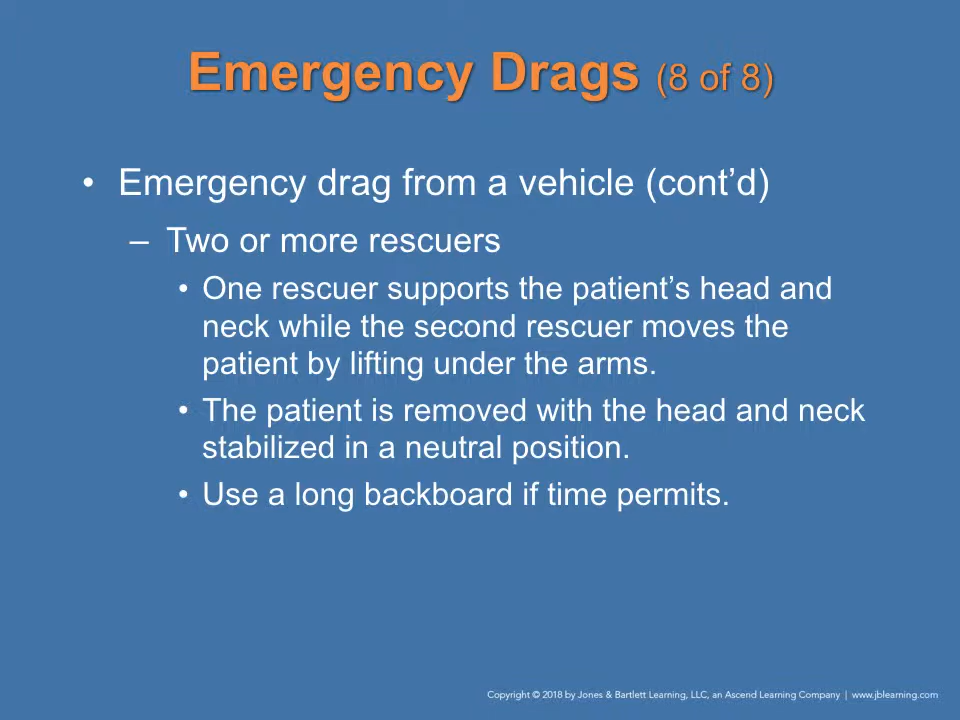 Emergency Drags (8 of 8)
• Emergency drag from a vehicle (cont’d)
– Two or more rescuers
• One rescuer supports the patient’s head and
neck while the second rescuer moves the
patient by lifting under the arms.
• The patient is removed with the head and neck
stabilized in a neutral position.
• Use a long backboard if time permits.
Copyright © 2018 by Jones & Bartlett Learning, LLC, an Ascend Learning Company | www.jblearning.com